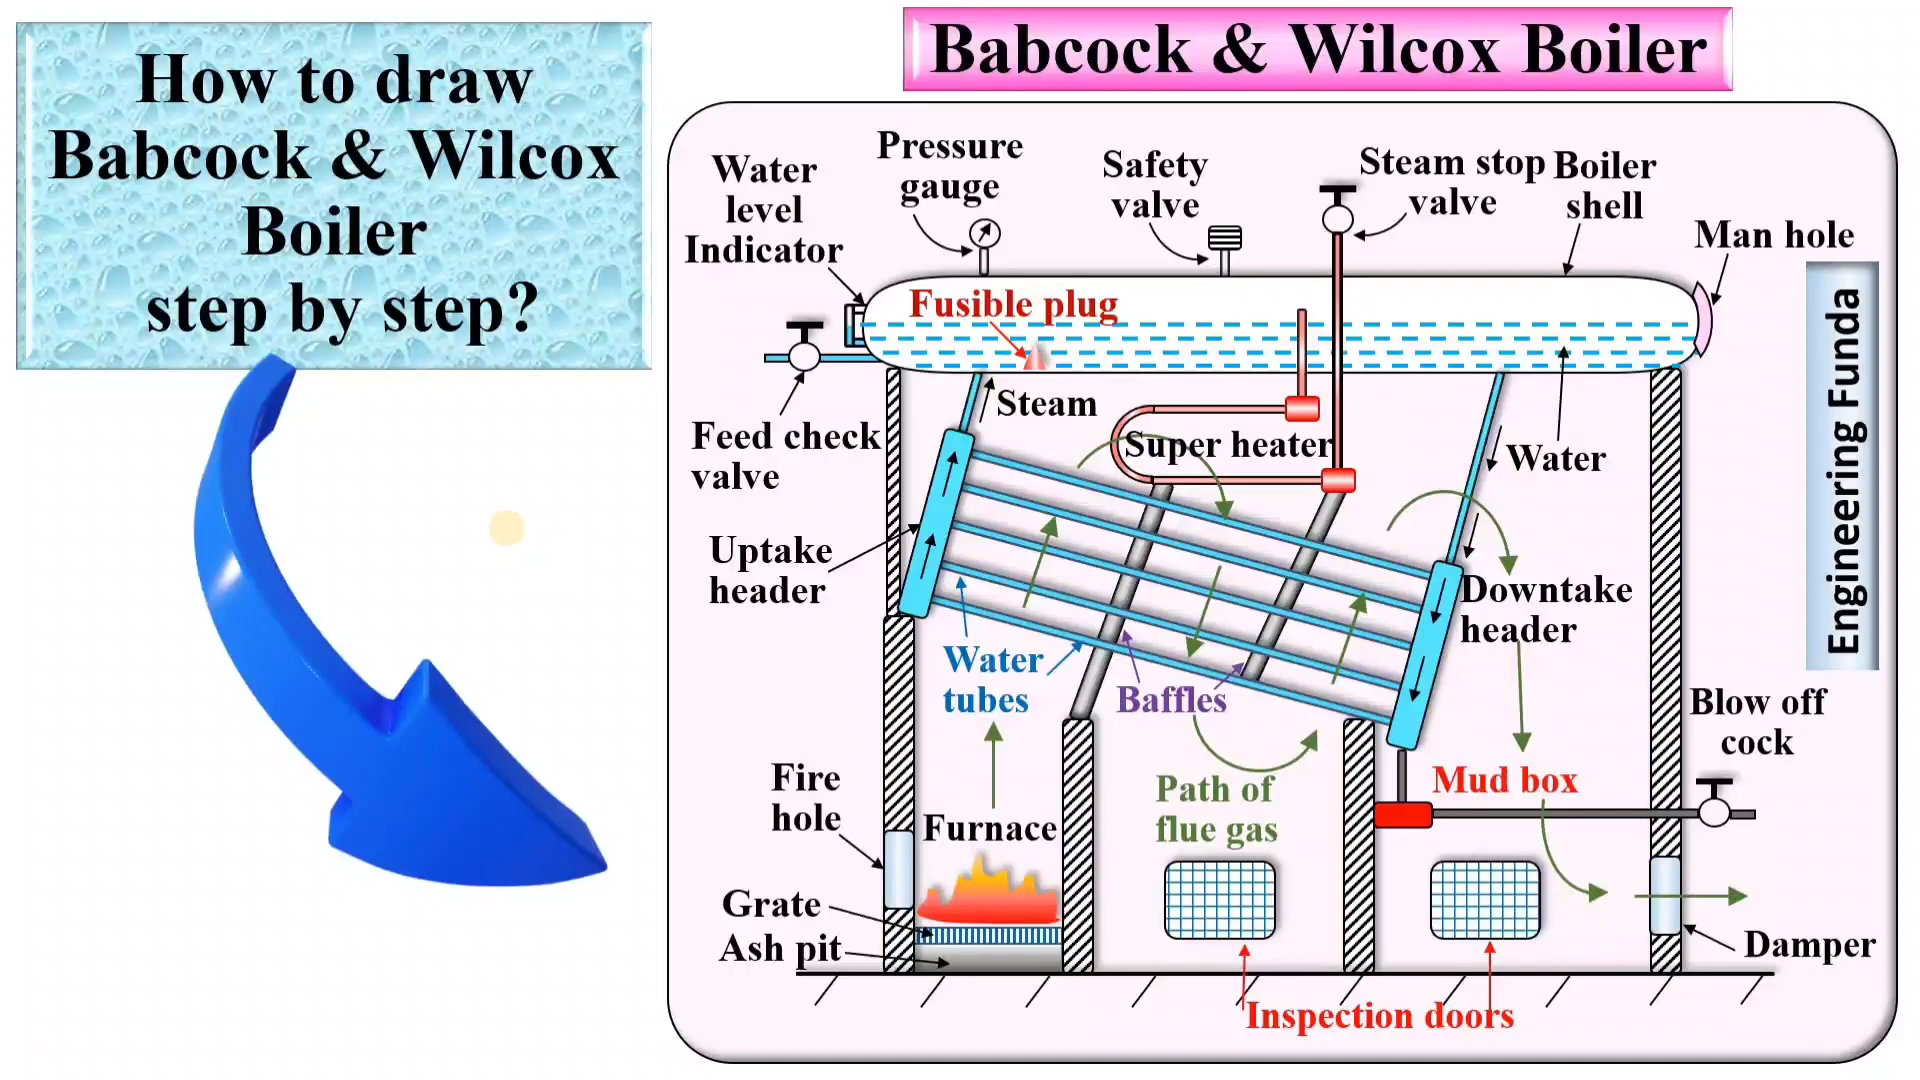 How to draw
Babcock & Wilcox
Boiler
step by step?
Babcock & Wilcox Boiler
Water
level
Indicator
Pressure
gauge
Safety
valve
Steam stop
valve
Boiler
shell
Man hole
Fusible plug
Engineering Funda
Steam
Feed check
valve
Super heater
Water
Uptake
header
Downtake
header
Water
tubes
Baffles
Blow off
cock
Fire
hole
Furnace
Path of
flue gas
Mud box
Grate
Ash pit
Damper
Inspection doors